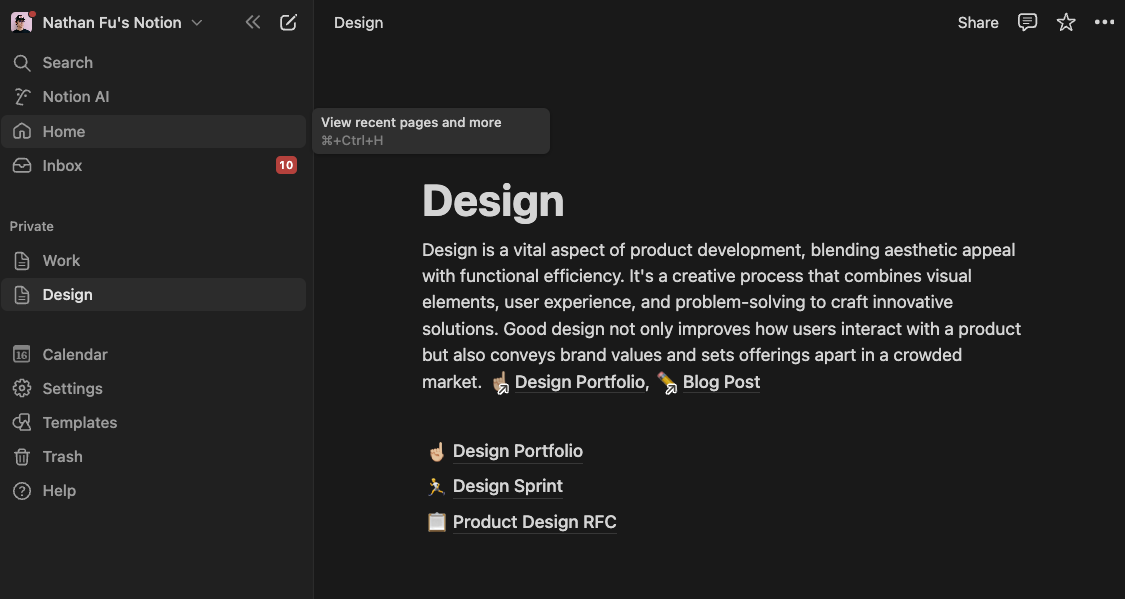 Nathan Fu's Notion
Design
Share
Search
Notion AI
Home
View recent pages and more
⌘+Ctrl+H
Inbox
10
Private
Work
Design
16
Calendar
Settings
Templates
Trash
Help
Design
Design is a vital aspect of product development, blending aesthetic appeal
with functional efficiency. It's a creative process that combines visual
elements, user experience, and problem-solving to craft innovative
solutions. Good design not only improves how users interact with a product
but also conveys brand values and sets offerings apart in a crowded
market. ☝🏼 Design Portfolio, ✏️ Blog Post
☝🏼 Design Portfolio
🏃 Design Sprint
📋 Product Design RFC